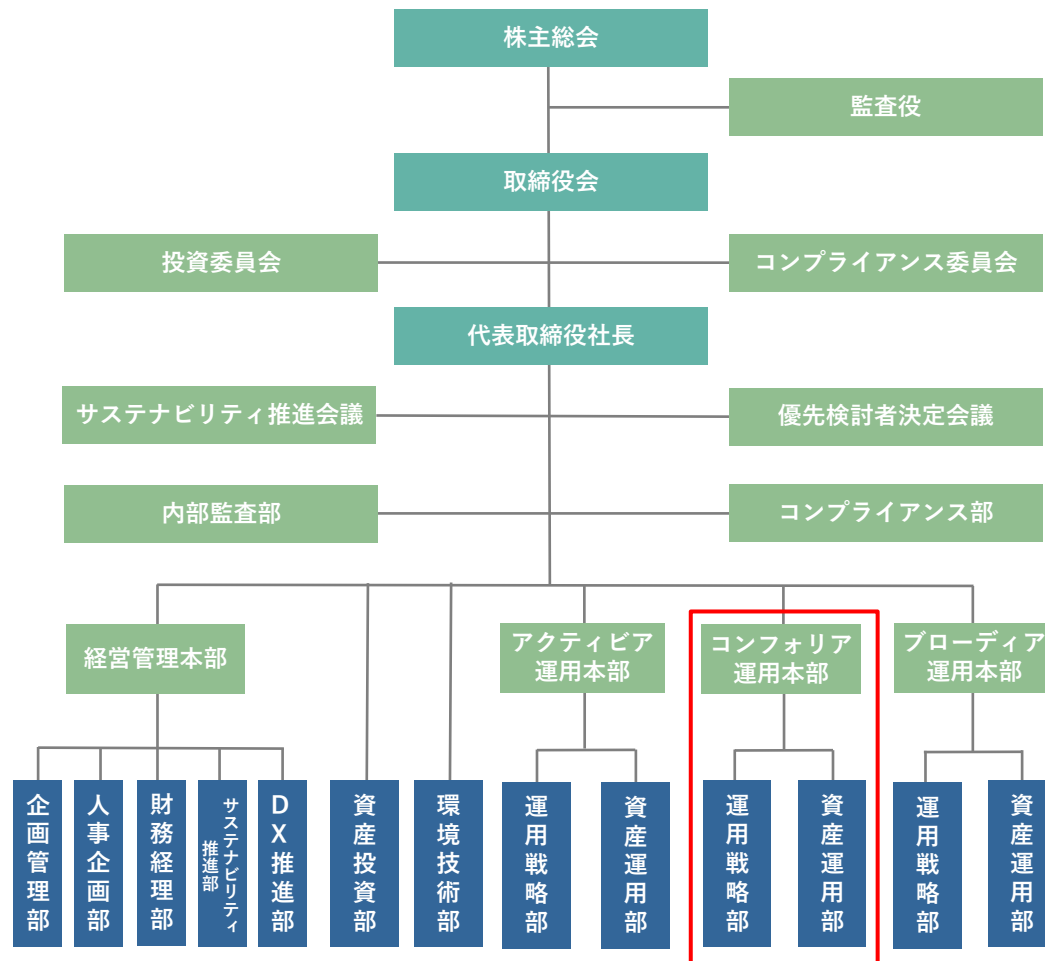 株主総会
監査役
取締役会
投資委員会
コンプライアンス委員会
代表取締役社長
サステナビリティ推進会議
優先検討者決定会議
内部監査部
コンプライアンス部
経営管理本部
アクティビア
運用本部
コンフォリア
運用本部
ブローディア
運用本部
企画管理部
人事企画部
財務経理部
サステナビリティ
推進部
DX推進部
資産投資部
環境技術部
運用戦略部
資産運用部
運用戦略部
資産運用部
運用戦略部
資産運用部